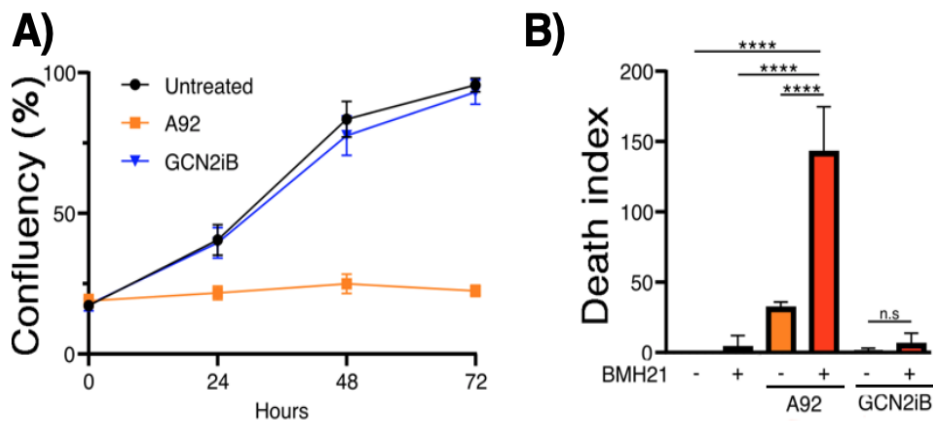 A)
Confluency (%)
100
50
0
Untreated
A92
GCN2iB
0 24 48 72
Hours
B)
Death index
200
150
100
50
0
****
****
****
n.s
BMH21 - + - + - +
A92 GCN2iB